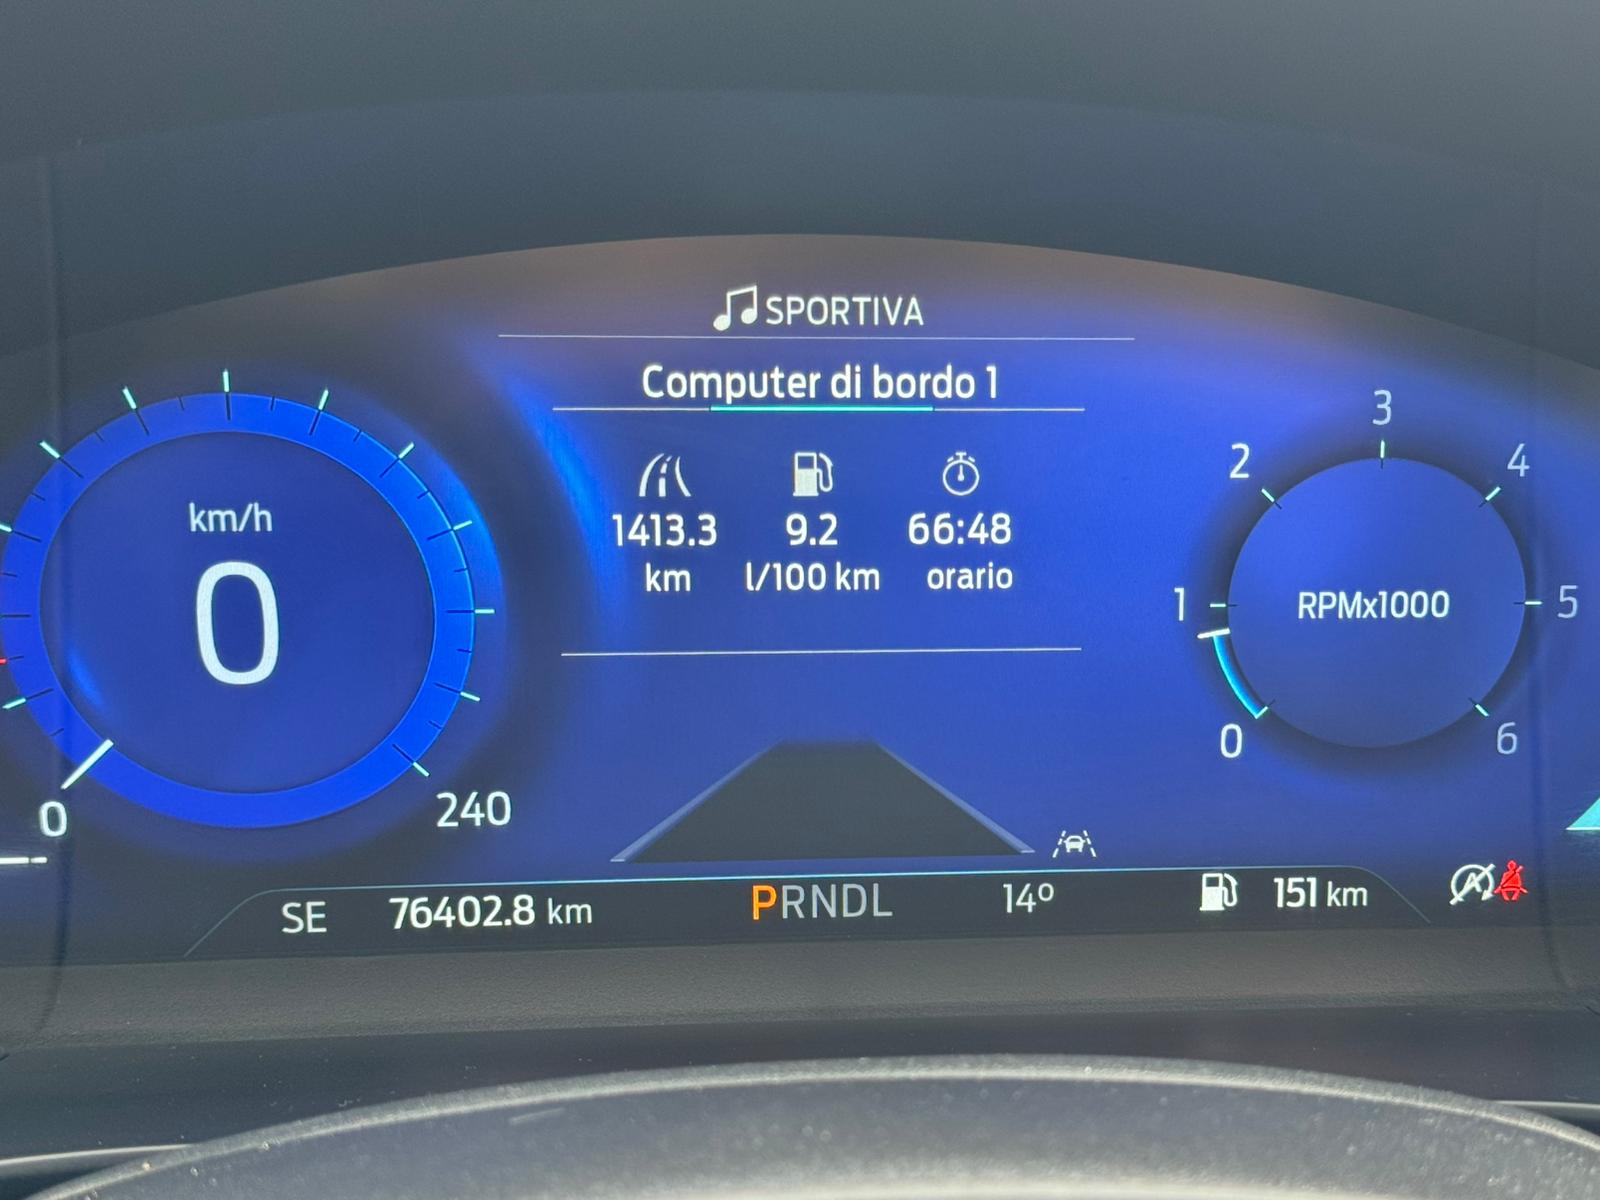 SPORTIVA
Computer di bordo 1
1413.3 9.2 66:48
km l/100 km orario
km/h
0
0
240
0
1
2
3
4
5
6
RPMx1000
SE 76402.8 km PRNDL 14º 151 km